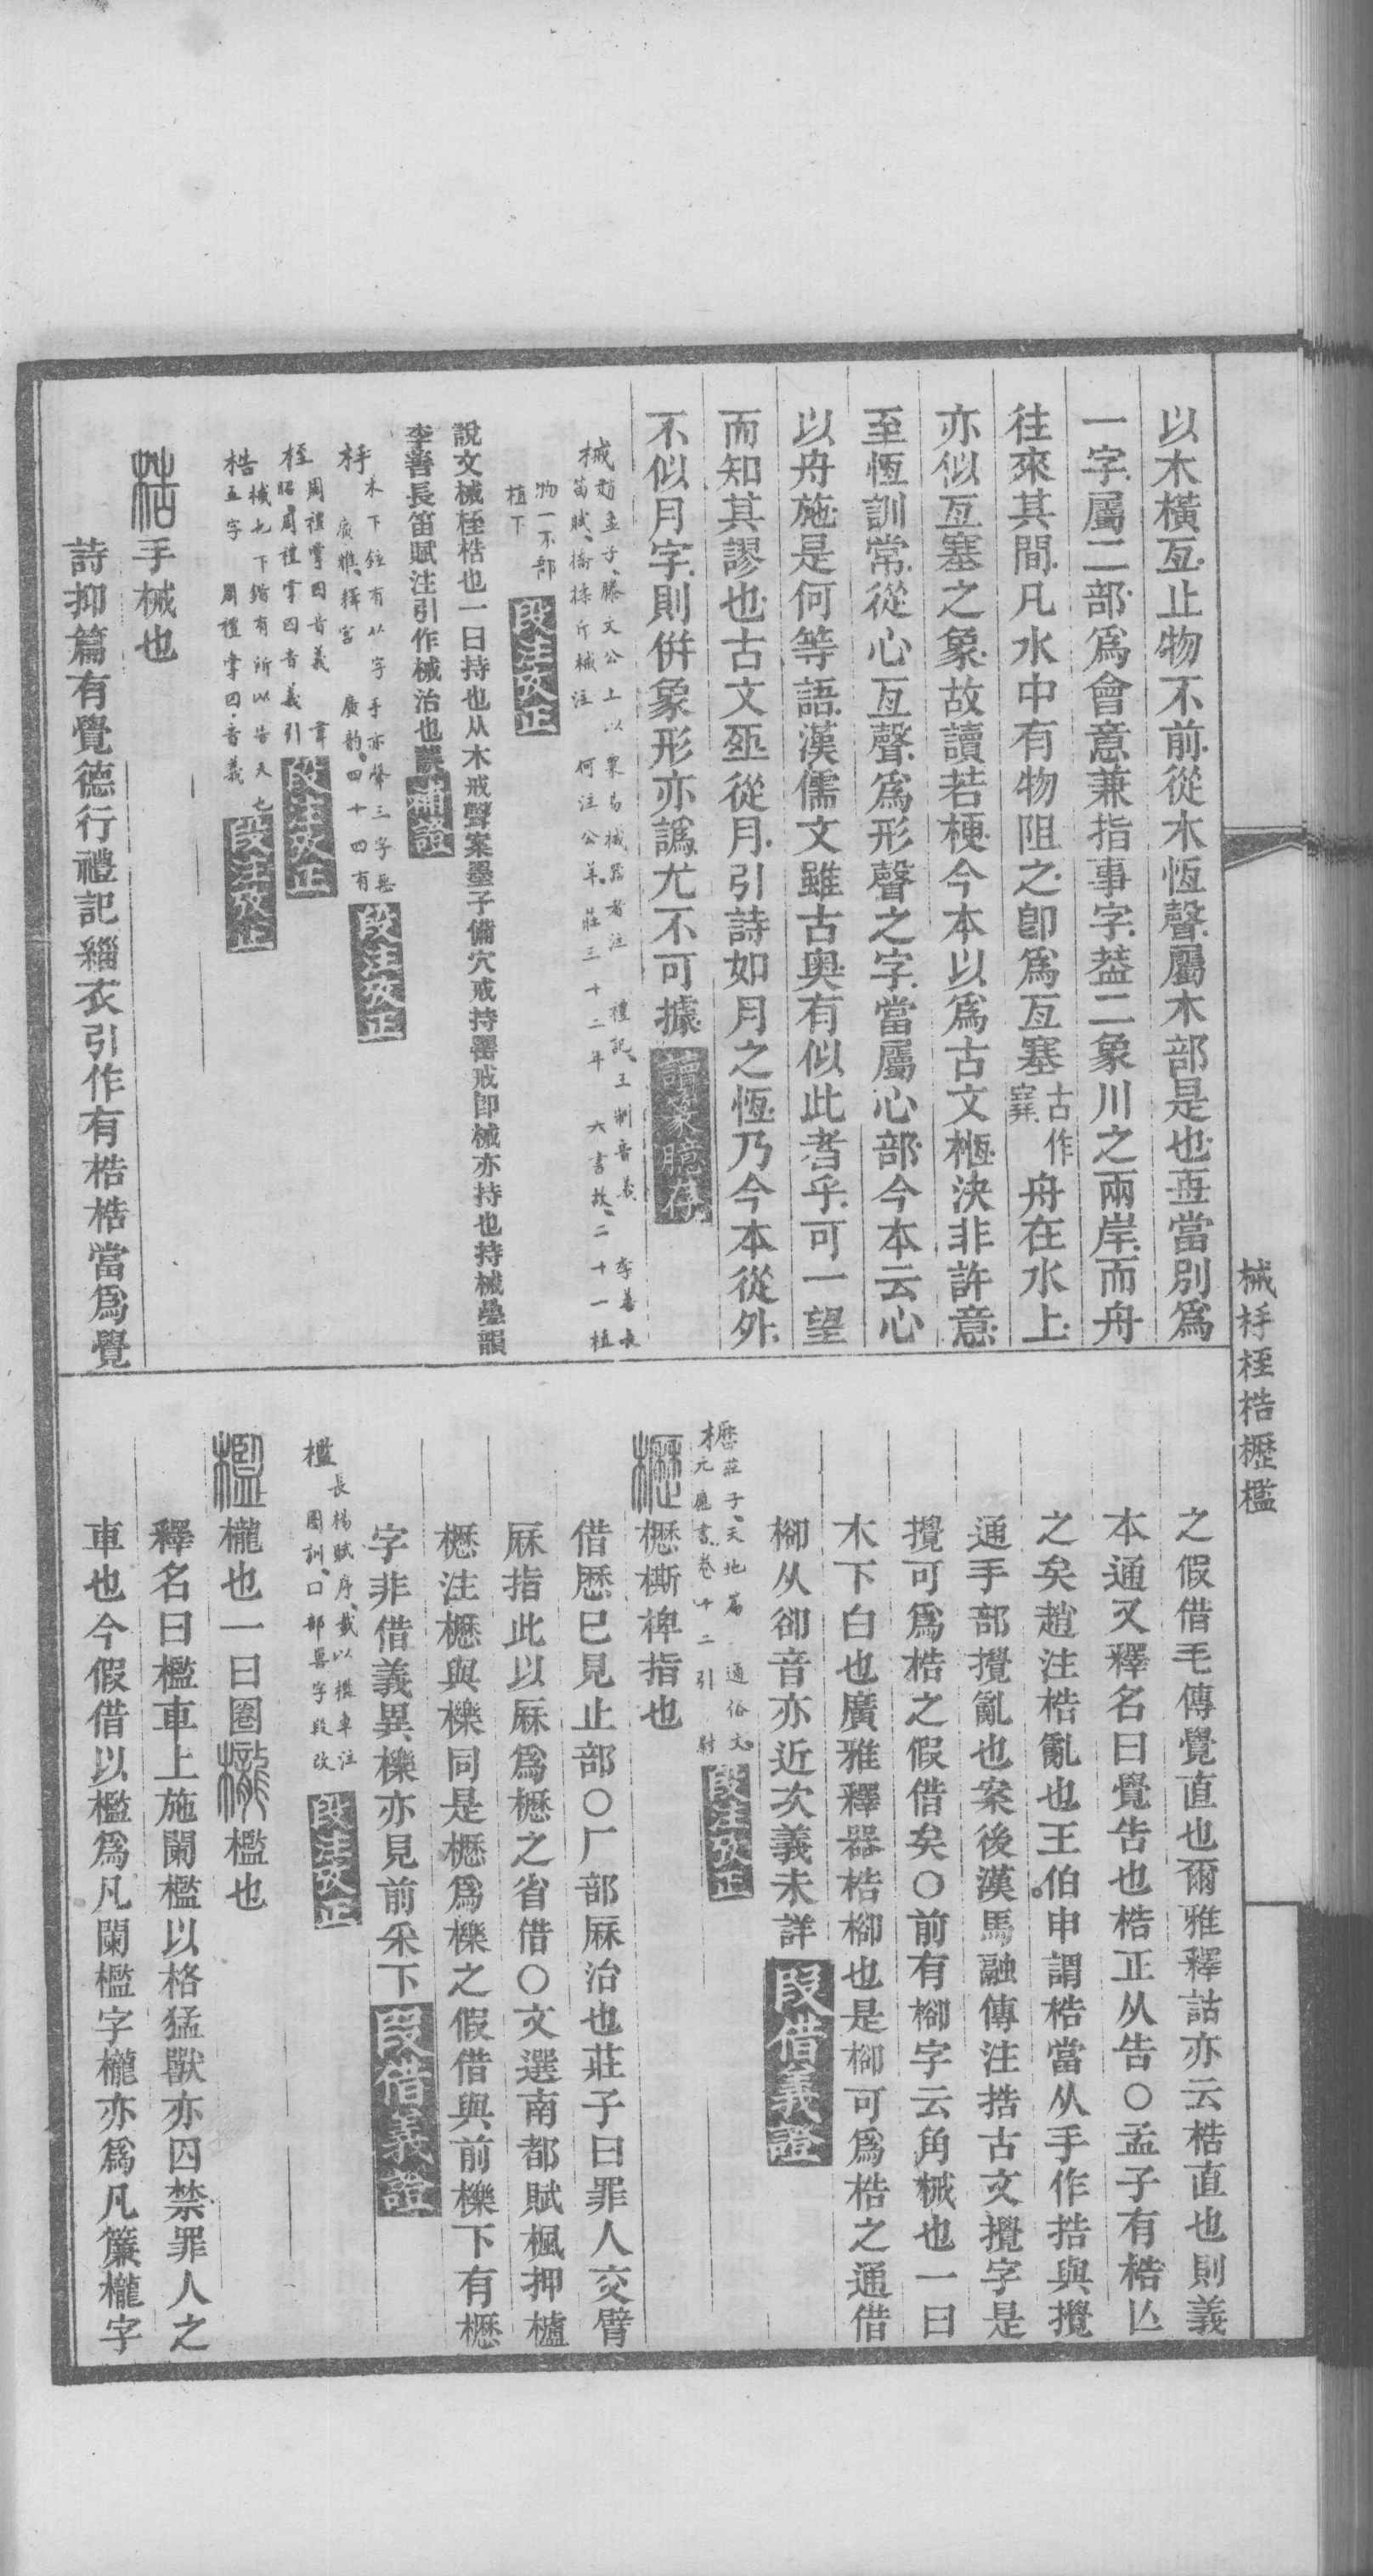 以木橫亙止物不前從木恆聲屬木部是也𠄢當別爲
一字屬二部爲會意兼指事字葢二象川之兩岸而舟
往來其間凡水中有物阻之卽爲亙塞古作舟在水上
亦似亙塞之象故讀若梗今本以爲古文㮓決非許意
至恆訓常從心亙聲爲形聲之字當屬心部今本云心
以舟施是何等語漢儒文雖古奥有似此者乎可一望
而知其謬也古文𠄨從月引詩如月之恆乃今本從外
不似月字則併象形亦譌尤不可據讀篆臆存
械趙孟子滕文公上以粟易械器者注 禮記王制音義 李善長
笛賦挢揉斤械注 何注公羊莊三十二年 六書故二十一植
物一木部
植下 段注攷正
說文械桎梏也一曰持也从木戒聲案墨子備穴戒持罌戒卽械亦持也持械疊韻
李善長笛賦注引作械治也叢補證
杽木下鉉有从字手亦聲三字無
廣雅釋宫 廣韵四十四有 段注攷正
桎周禮掌囚音義 韋
昭周禮掌囚音義引 段注攷正
梏械也下鍇有所以告天也
五字 周禮掌囚音義 段注攷正
梏手械也
詩抑篇有覺德行禮記緇衣引作有梏梏當爲覺
之假借毛傳覺直也爾雅釋詁亦云梏直也則義
本通又釋名曰覺告也梏正从告○孟子有梏亾
之矣趙注梏亂也王伯申謂梏當从手作捁與攪
通手部攪亂也案後漢馬融傳注捁古文攪字是
攪可爲梏之假借矣○前有㮝字云角械也一曰
木下白也廣雅釋器梏㮝也是㮝可爲梏之通借
㮝从卻音亦近次義未詳段借義證
櫪莊子天地篇 通俗文
元應書卷十二引 段注攷正
櫪櫪㯕椑指也
借歷已見止部○厂部厤治也莊子曰罪人交臂
厤指此以厤爲櫪之省借○文選南都賦楓押櫨
櫪注櫪與櫟同是櫪爲櫟之假借與前櫟下有櫪
字非借義異櫟亦見前采下段借義證
檻長楊賦序載以檻車注
圈訓口部畏字段改 段注攷正
檻櫳也一曰圈櫳檻也
釋名曰檻車上施闌檻以格猛獸亦囚禁罪人之
車也今假借以檻爲凡闌檻字櫳亦爲凡簾櫳字
械杽桎梏櫪檻